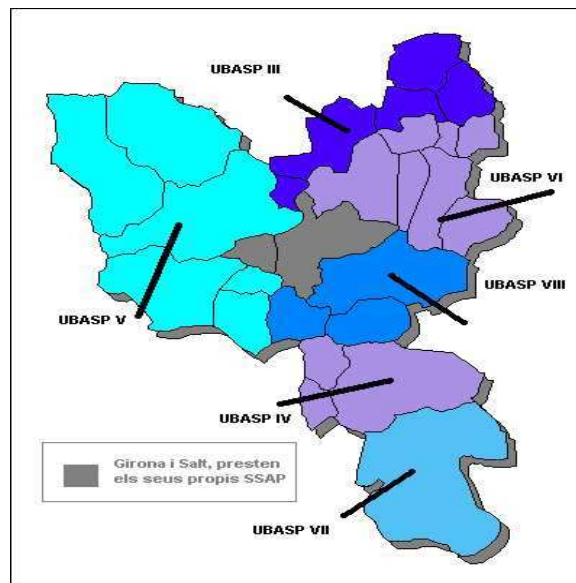 UBASP III
UBASP VI
UBASP VIII
UBASP V
UBASP IV
Girona i Salt, presten
els seus propis SSAP
UBASP VII